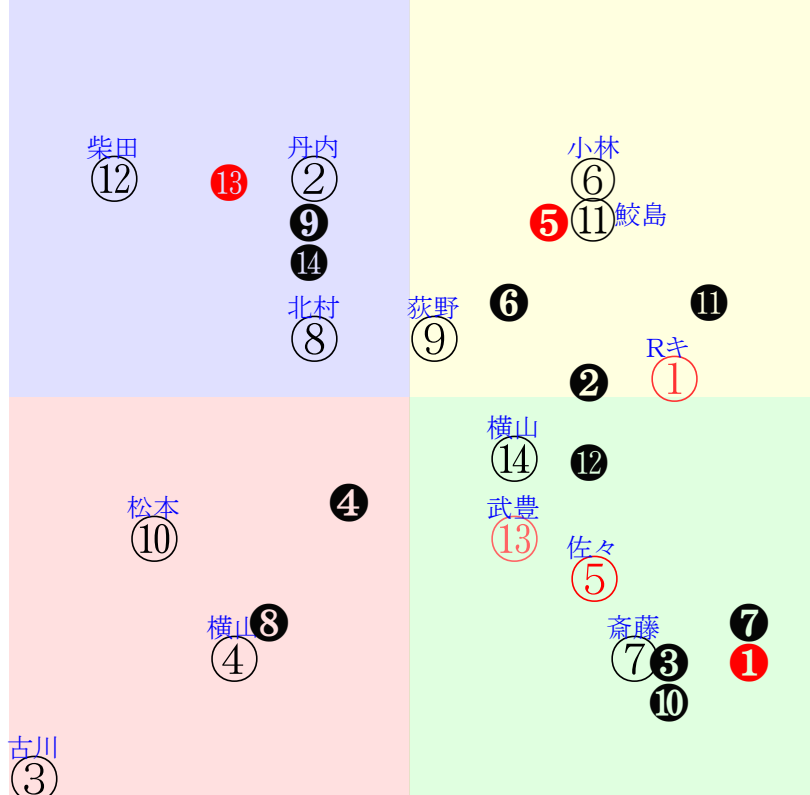 柴田 丹内 小林
⑫ ⓭ ② ⑥
❾ ❺ ⑪ 鮫島
⓮
北村 荻野 ❻ ⓫
⑧ ⑨ Rキ
❷ ①
横山
⑭ ⓬
松本 ❹ 武豊
⑩ ⑬
佐々
⑤
横山 ❽ 斎藤 ❼
④ ⑦ ❸ ❶
❿
古川
③